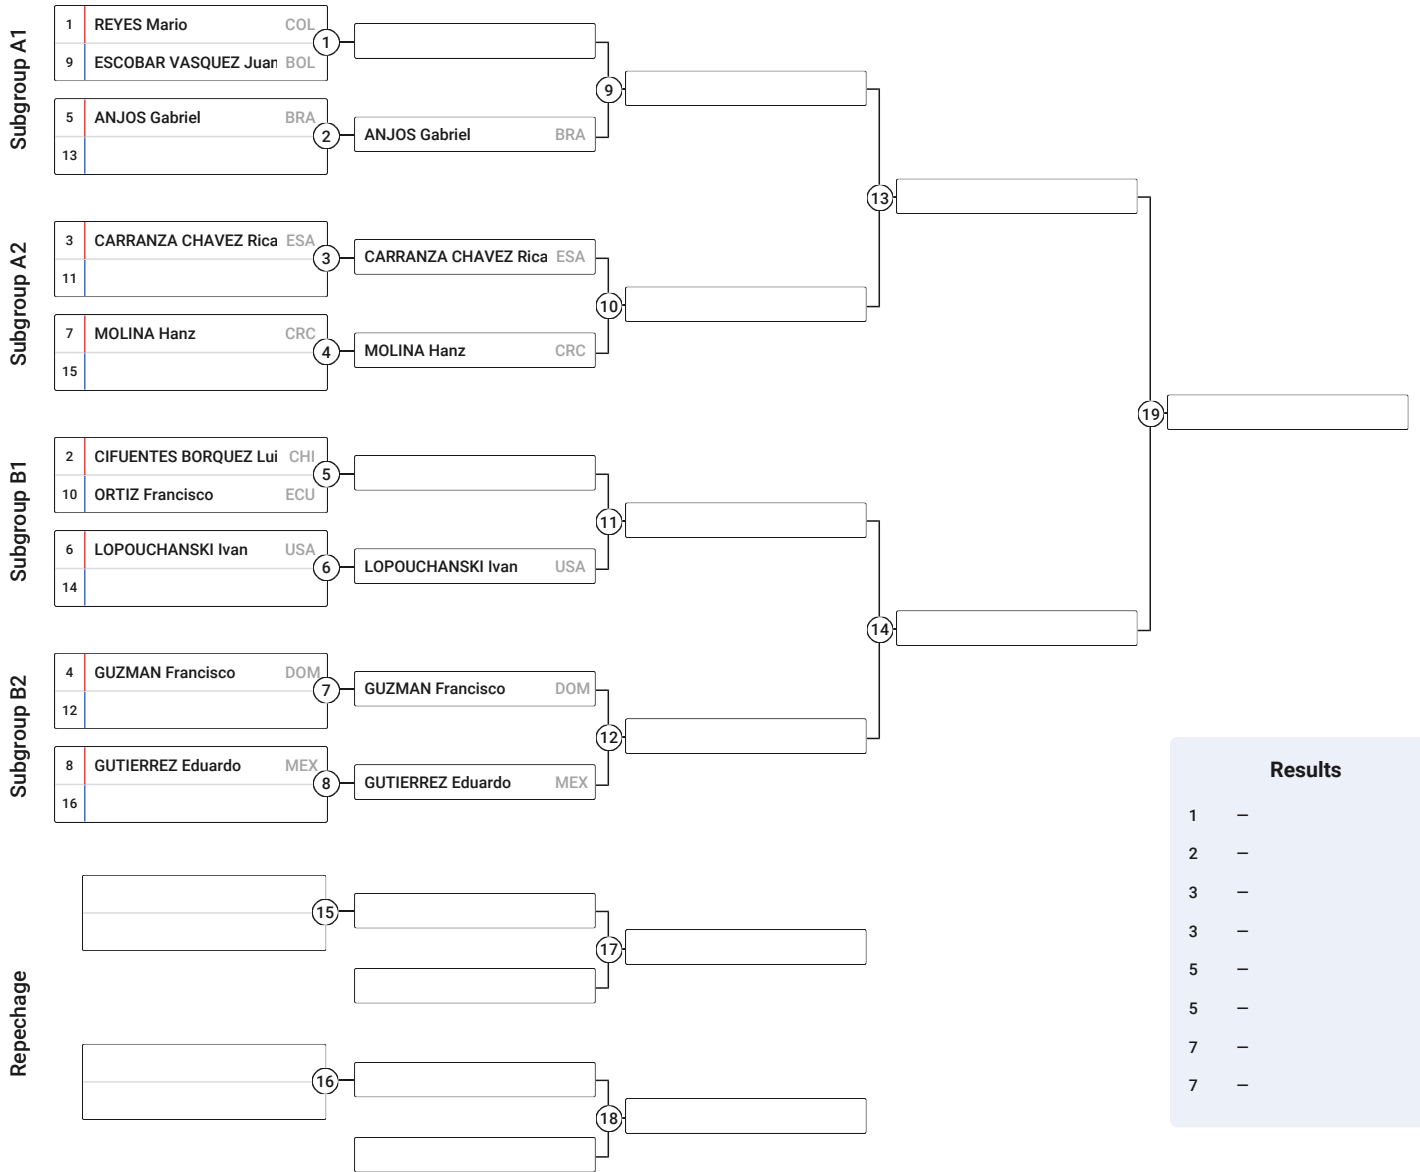 Subgroup A1
1 REYES Mario COL
9 ESCOBAR VASQUEZ Juan BOL
1
5 ANJOS Gabriel BRA
13
2
ANJOS Gabriel BRA
9
Subgroup A2
3 CARRANZA CHAVEZ Rica ESA
11
3
CARRANZA CHAVEZ Rica ESA
7 MOLINA Hanz CRC
15
4
MOLINA Hanz CRC
10
13
Subgroup B1
2 CIFUENTES BORQUEZ Lui CHI
10 ORTIZ Francisco ECU
5
6 LOPOUCHANSKI Ivan USA
14
6
LOPOUCHANSKI Ivan USA
11
Subgroup B2
4 GUZMAN Francisco DOM
12
7
GUZMAN Francisco DOM
8 GUTIERREZ Eduardo MEX
16
8
GUTIERREZ Eduardo MEX
12
14
19
Repechage
15
17
16
18
Results
1 –
2 –
3 –
3 –
5 –
5 –
7 –
7 –